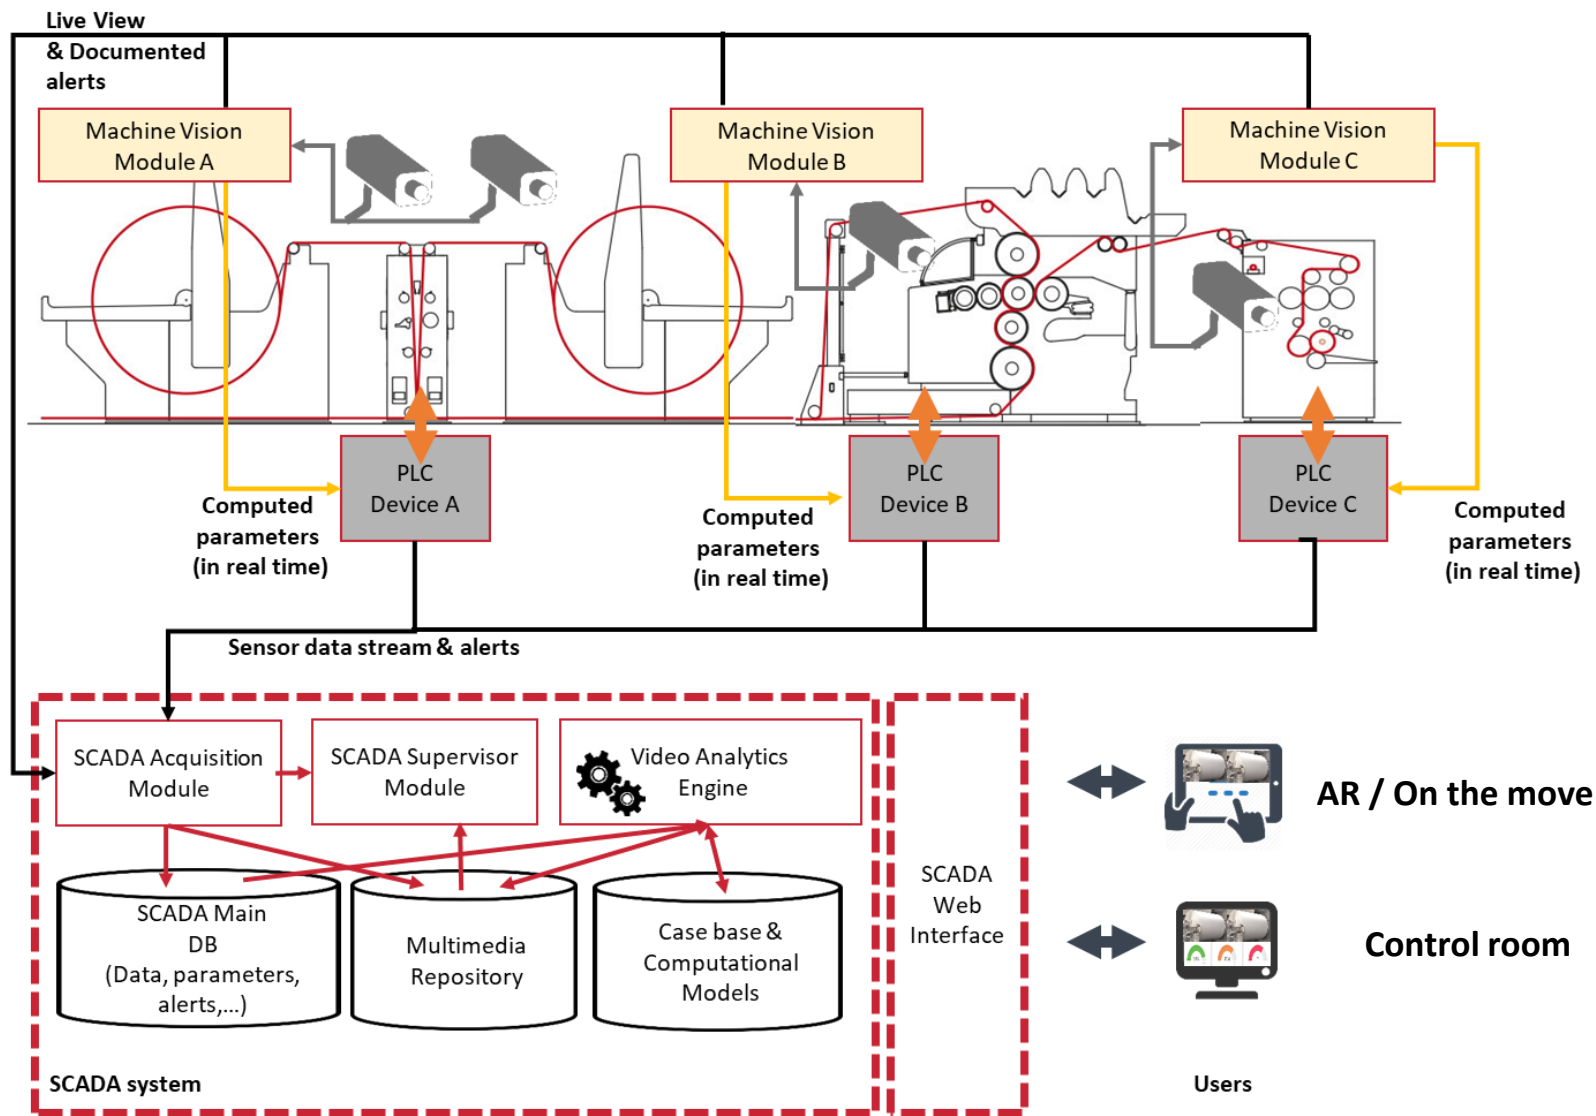 Live View
& Documented
alerts
Machine Vision
Module A
Machine Vision
Module B
Machine Vision
Module C
PLC
Device A
PLC
Device B
PLC
Device C
Computed
parameters
(in real time)
Computed
parameters
(in real time)
Computed
parameters
(in real time)
Sensor data stream & alerts
SCADA Acquisition
Module
SCADA Supervisor
Module
Video Analytics
Engine
SCADA Main
DB
(Data, parameters,
alerts,...)
Multimedia
Repository
Case base &
Computational
Models
SCADA system
SCADA
Web
Interface
AR / On the move
Control room
Users